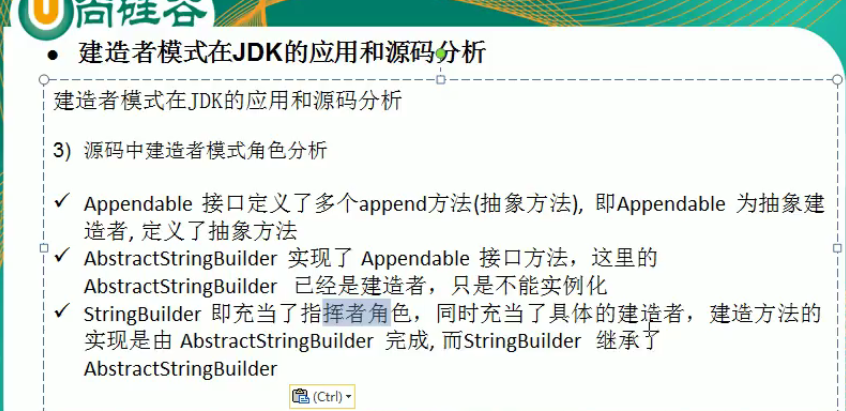 尚硅谷
● 建造者模式在JDK的应用和源码分析
建造者模式在JDK的应用和源码分析
3) 源码中建造者模式角色分析
✓ Appendable 接口定义了多个append方法(抽象方法), 即Appendable 为抽象建
造者, 定义了抽象方法
✓ AbstractStringBuilder 实现了 Appendable 接口方法，这里的
AbstractStringBuilder 已经是建造者，只是不能实例化
✓ StringBuilder 即充当了指挥者角色，同时充当了具体的建造者，建造方法的
实现是由 AbstractStringBuilder 完成, 而StringBuilder 继承了
AbstractStringBuilder
(Ctrl)